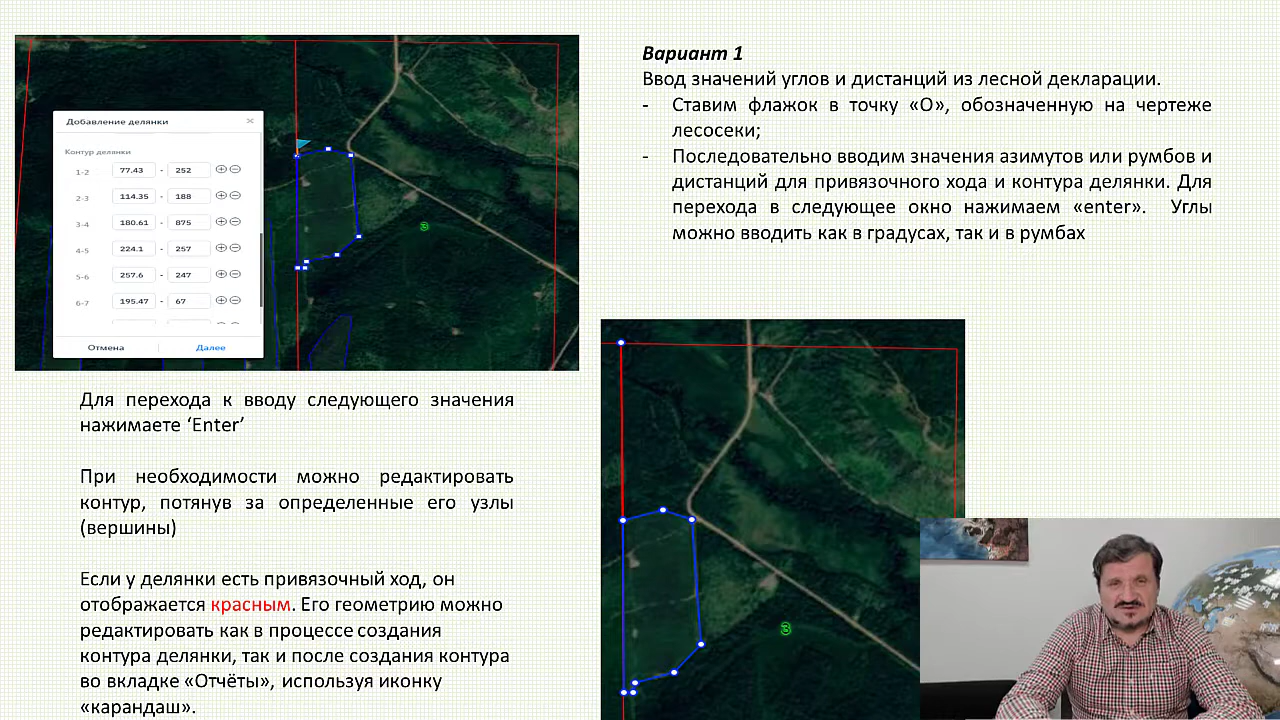 Вариант 1
Ввод значений углов и дистанций из лесной декларации.
- Ставим флажок в точку «О», обозначенную на чертеже
лесосеки;
- Последовательно вводим значения азимутов или румбов и
дистанций для привязочного хода и контура делянки. Для
перехода в следующее окно нажимаем «enter». Углы
можно вводить как в градусах, так и в румбах
Добавление делянки ×
Контур делянки
1-2 77.43 - 252
2-3 114.35 - 188
3-4 180.61 - 875
4-5 224.1 - 257
5-6 257.6 - 247
6-7 195.47 - 67
Отмена Далее
3
Для перехода к вводу следующего значения
нажимаете ‘Enter’
При необходимости можно редактировать
контур, потянув за определенные его узлы
(вершины)
Если у делянки есть привязочный ход, он
отображается красным. Его геометрию можно
редактировать как в процессе создания
контура делянки, так и после создания контура
во вкладке «Отчёты», используя иконку
«карандаш».
3